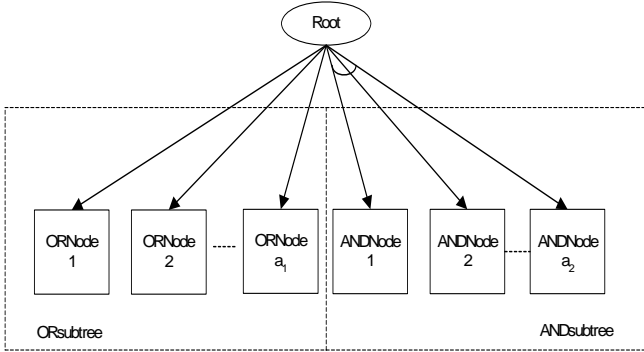 Root
ORNode
1
ORNode
2
ORNode
a₁
ANDNode
1
ANDNode
2
ANDNode
a₂
ORsubtree
ANDsubtree